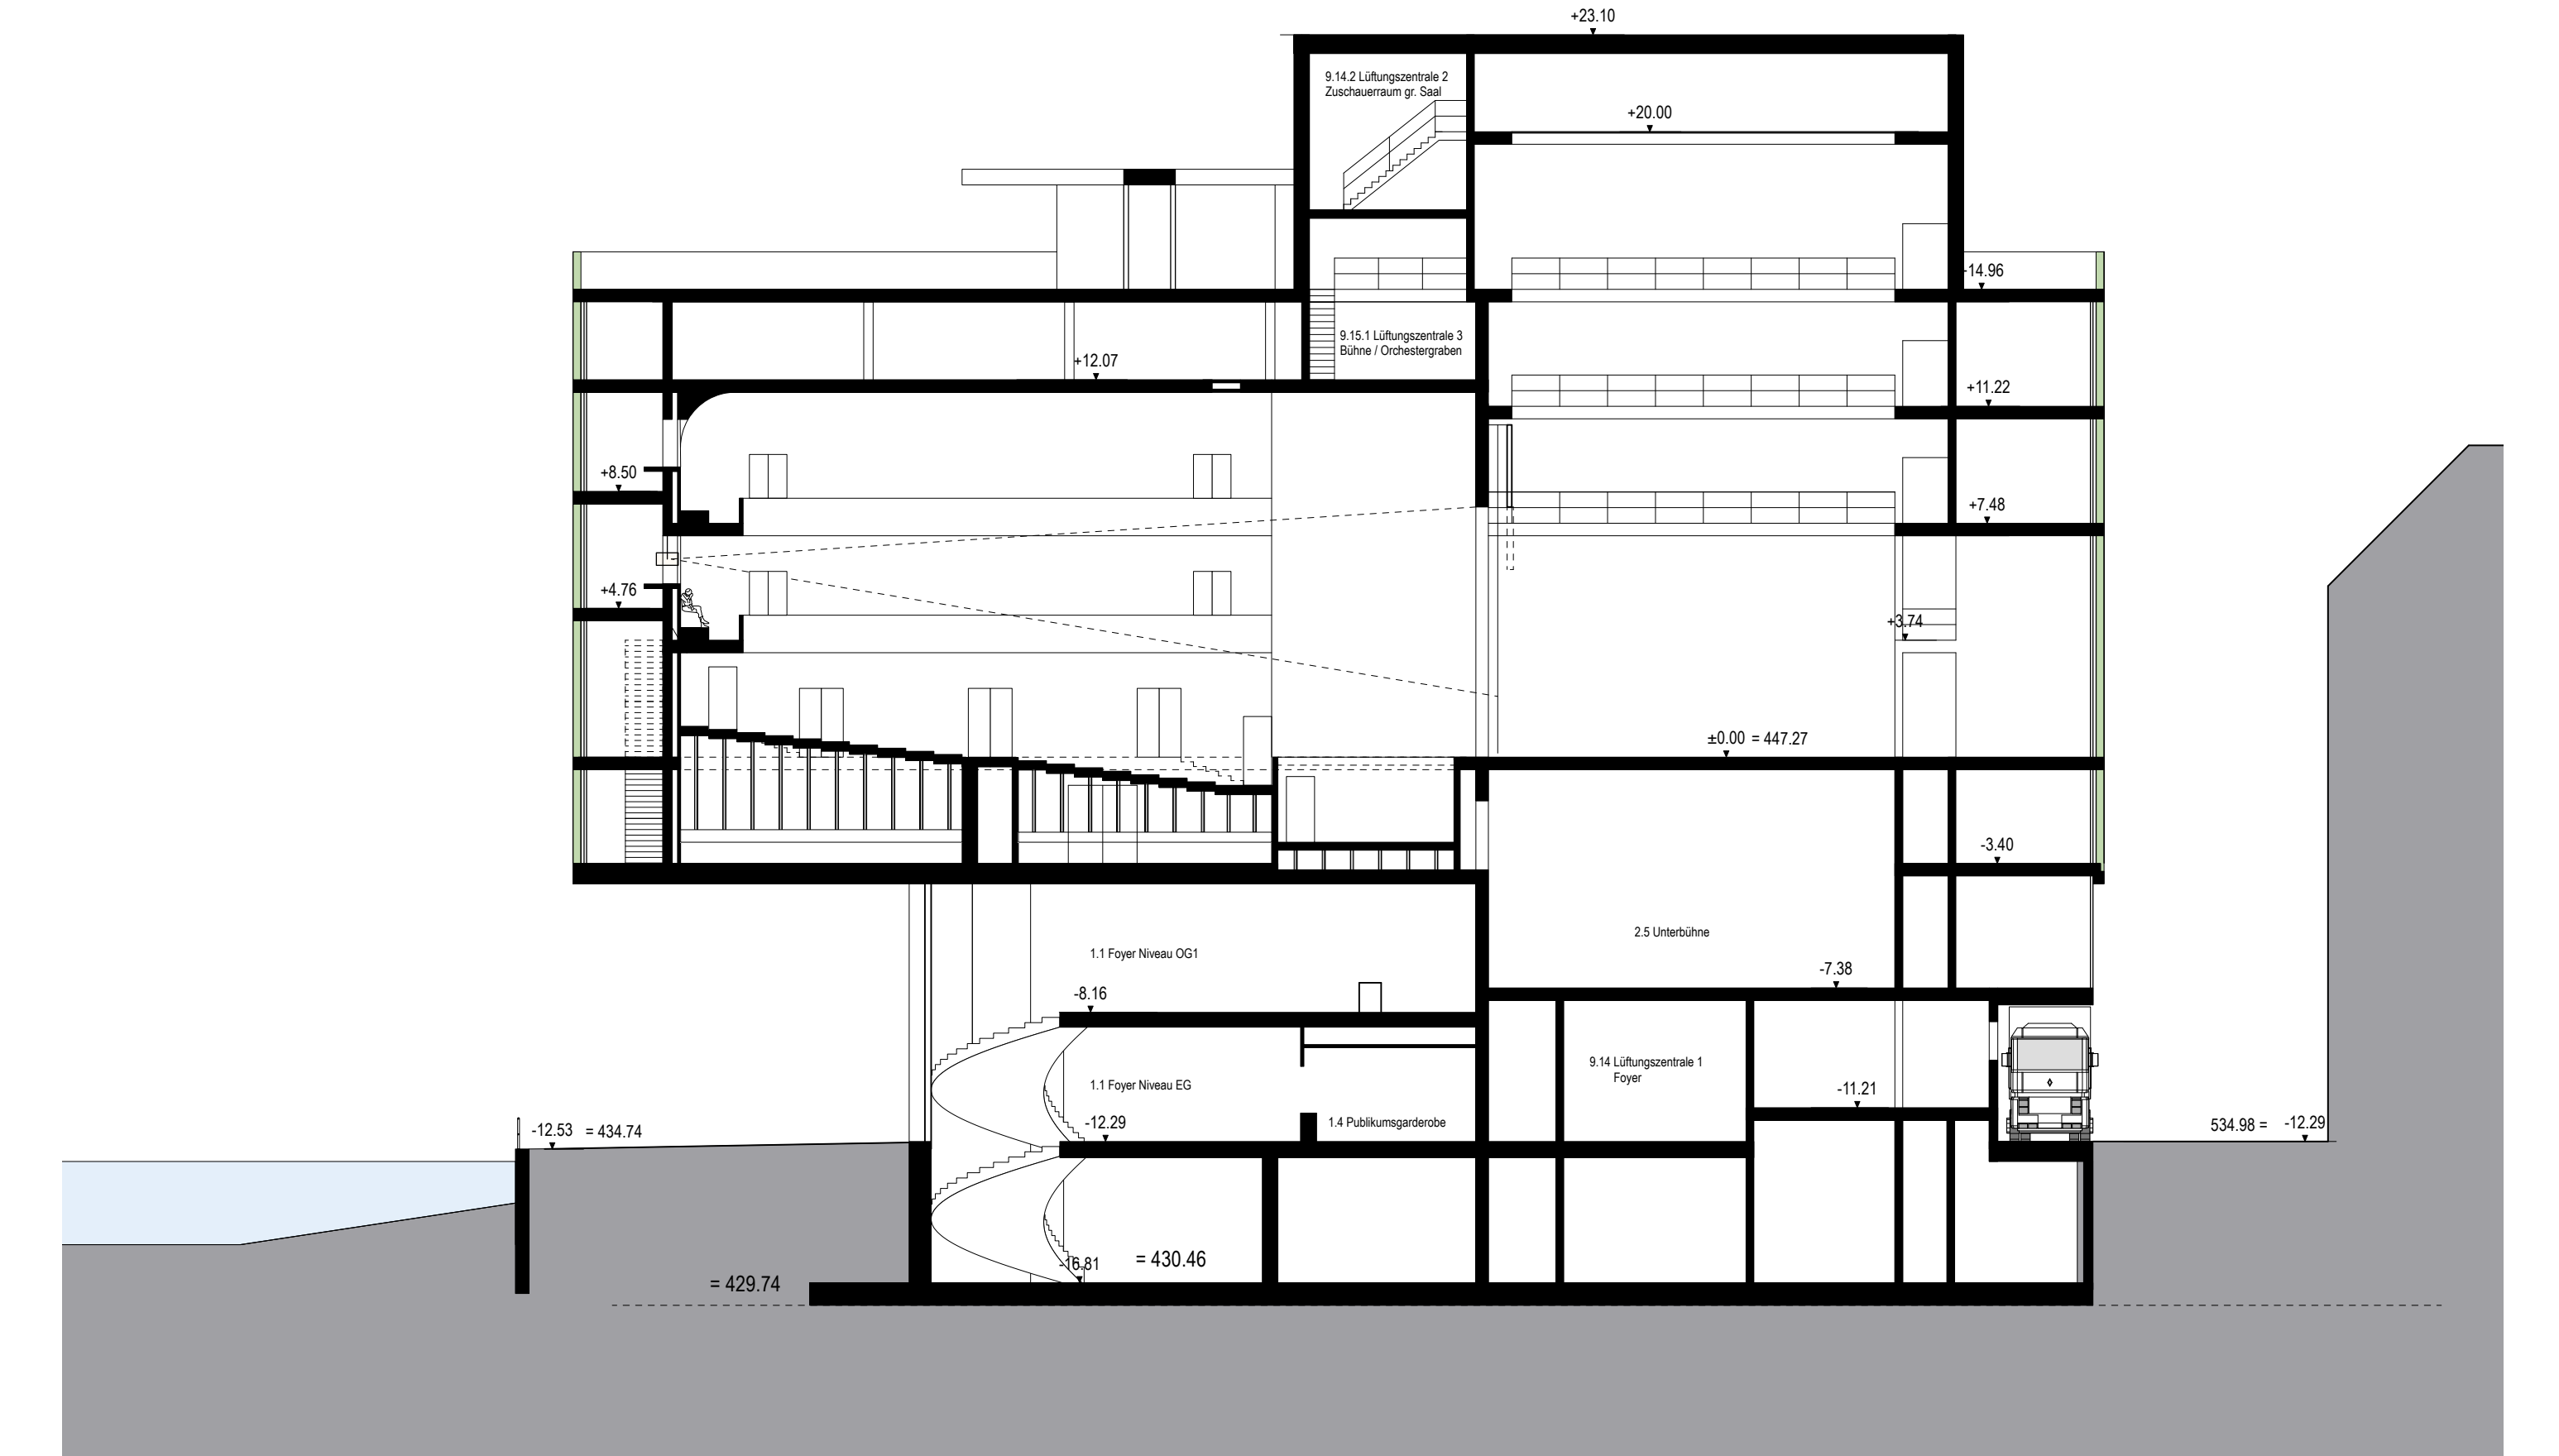 +23.10
9.14.2 Lüftungszentrale 2
Zuschauerraum gr. Saal
+20.00
-14.96
9.15.1 Lüftungszentrale 3
Bühne / Orchestergraben
+12.07
+11.22
+8.50
+7.48
+4.76
+3.74
±0.00 = 447.27
-3.40
2.5 Unterbühne
1.1 Foyer Niveau OG1
-7.38
-8.16
9.14 Lüftungszentrale 1
Foyer
1.1 Foyer Niveau EG
-11.21
1.4 Publikumsgarderobe
-12.29
-12.53 = 434.74
534.98 = -12.29
-16.81
= 430.46
= 429.74